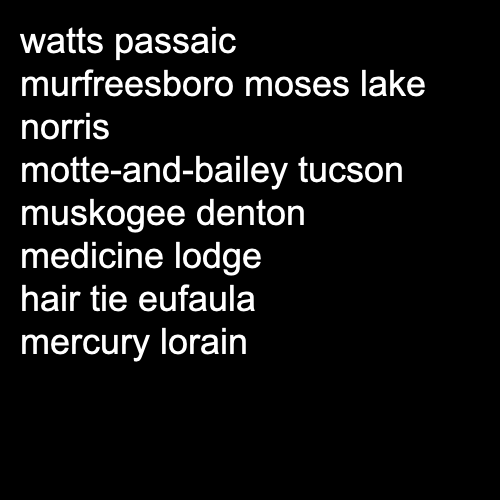 watts passaic
murfreesboro moses lake
norris
motte-and-bailey tucson
muskogee denton
medicine lodge
hair tie eufaula
mercury lorain